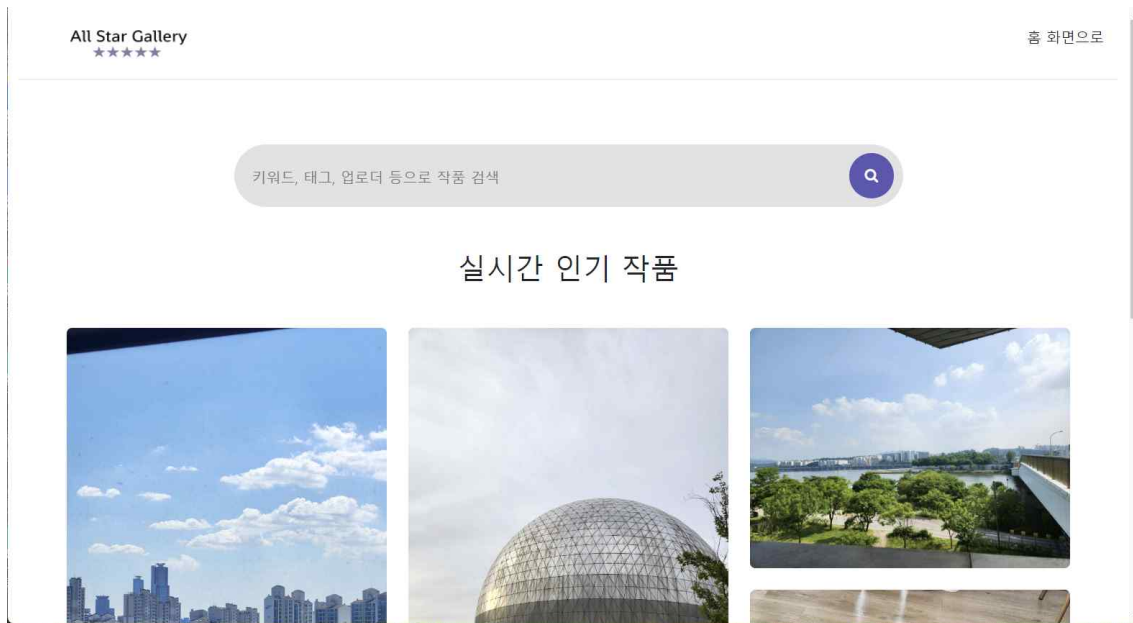 All Star Gallery
★★★★★
홈 화면으로
키워드, 태그, 업로더 등으로 작품 검색
실시간 인기 작품